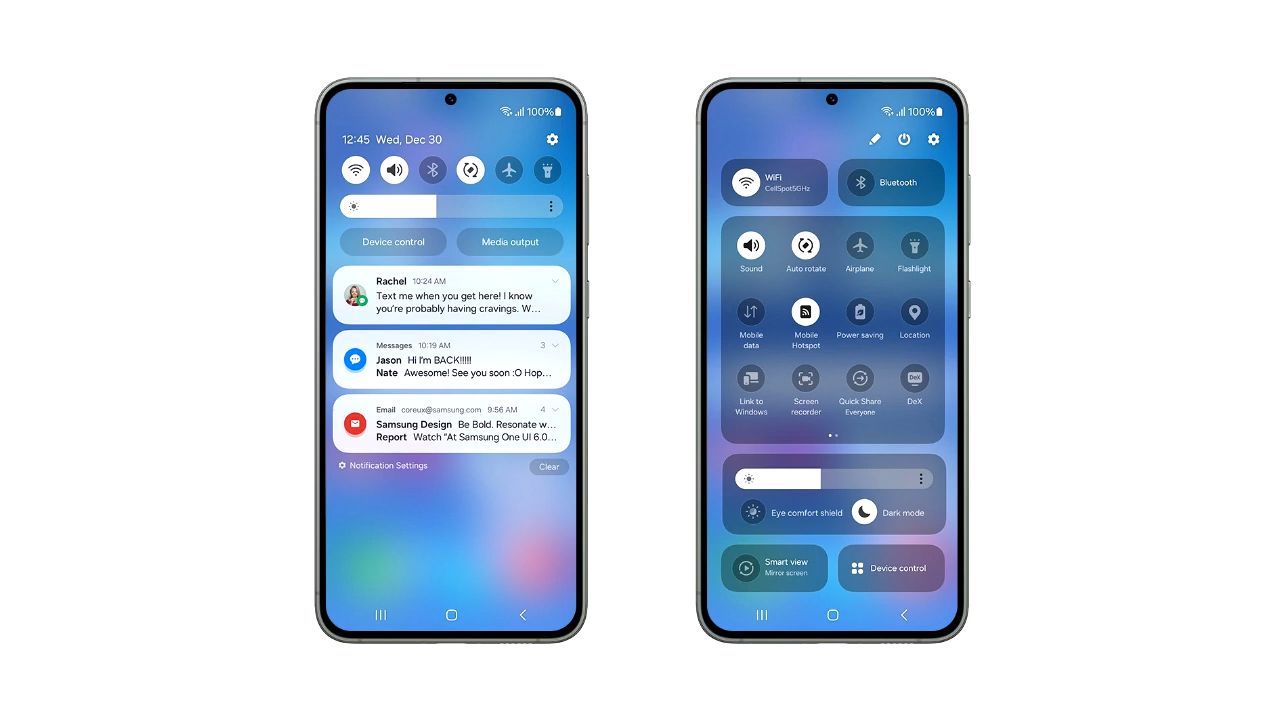 100%
12:45 Wed, Dec 30
Device control Media output
Rachel 10:24 AM
Text me when you get here! I know
you're probably having cravings. W...
Messages 10:19 AM 3
Jason Hi I'm BACK!!!!!
Nate Awesome! See you soon :O Hop...
Email coreux@samsung.com 9:56 AM 4
Samsung Design Be Bold. Resonate w...
Report Watch "At Samsung One UI 6.0...
Notification Settings Clear
100%
WiFi
CellSpot5GHz
Bluetooth
Sound Auto rotate Airplane Flashlight
Mobile
data
Mobile
Hotspot
Power saving
Location
Link to
Windows
Screen
recorder
Quick Share
Everyone
DeX
DeX
Eye comfort shield Dark mode
Smart view
Mirror screen
Device control